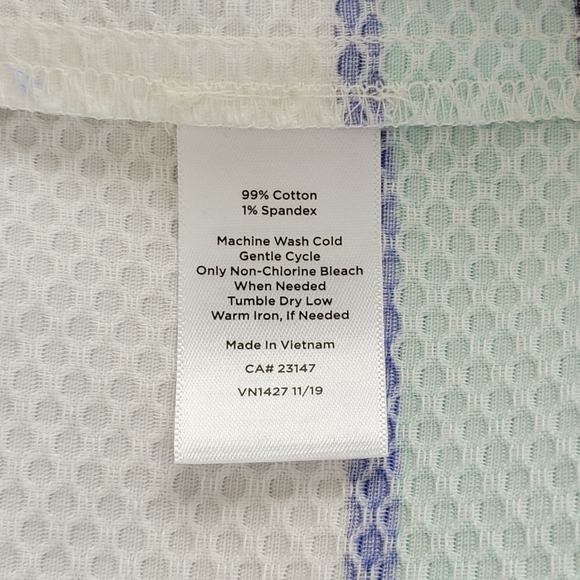 99% Cotton
1% Spandex
Machine Wash Cold
Gentle Cycle
Only Non-Chlorine Bleach
When Needed
Tumble Dry Low
Warm Iron, If Needed
Made In Vietnam
CA# 23147
VN1427 11/19